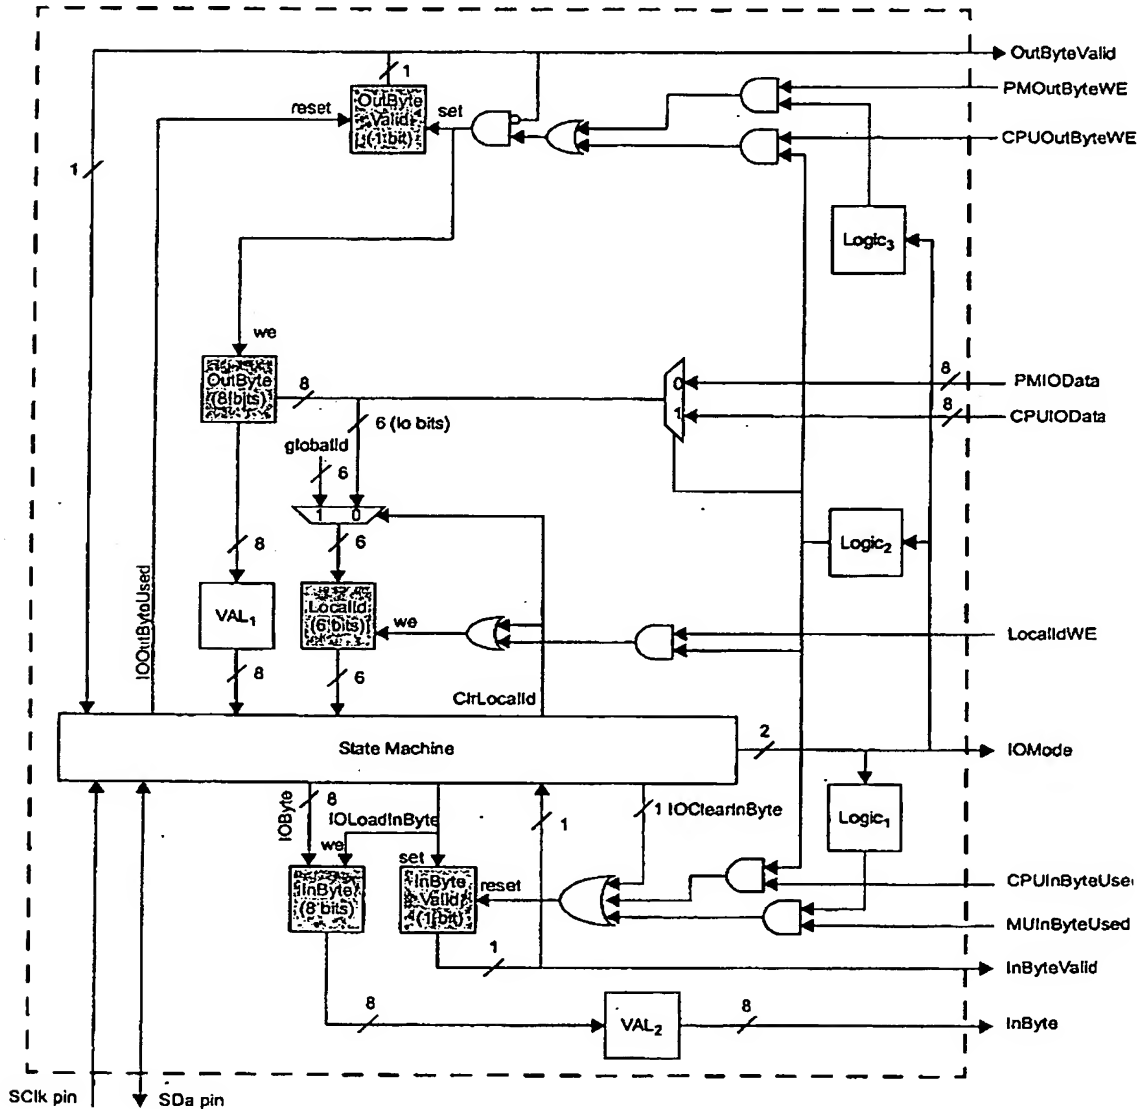 OutByteValid
1
OutByte
Valid
(1 bit)
reset
set
PMOutByteWE
CPUOutByteWE
1
Logic3
we
OutByte
(8 bits)
8
6 (lo bits)
globalId
6
1 0
0
1
8
PMIOData
8
CPUIOData
8
6
Logic2
IOOutByteUsed
VAL1
LocalId
(6 bits)
we
LocalIdWE
8
6
ClrLocalId
State Machine
2
IOMode
IOByte
8
IOLoadInByte
we
1
1 IOClearInByte
Logic1
set
InByte
(8 bits)
InByte
Valid
(1 bit)
reset
CPUInByteUse
MUInByteUsed
1
InByteValid
8
VAL2
8
InByte
SClk pin
SDa pin